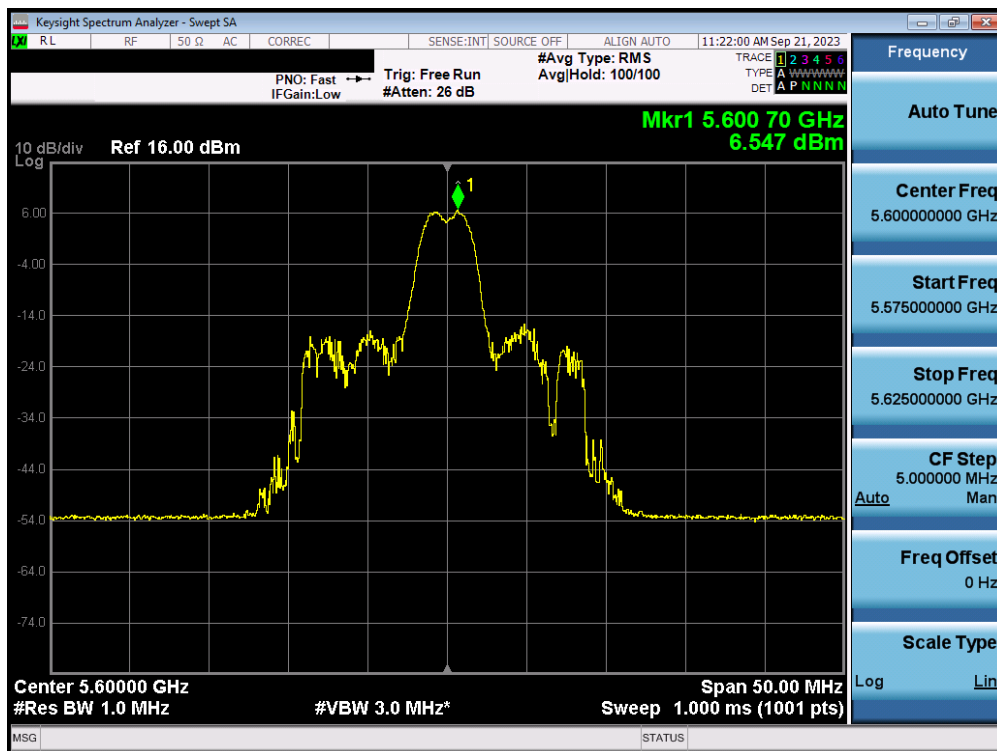 Keysight Spectrum Analyzer - Swept SA
LXI RL RF 50 Ω AC CORREC SENSE:INT SOURCE OFF ALIGN AUTO 11:22:00 AM Sep 21, 2023
PNO: Fast
IFGain:Low
Trig: Free Run
#Atten: 26 dB
#Avg Type: RMS
Avg|Hold: 100/100
TRACE 1 2 3 4 5 6
TYPE A WWWWW
DET A P N N N N
Mkr1 5.600 70 GHz
6.547 dBm
10 dB/div Ref 16.00 dBm
Log
1
6.00
-4.00
-14.0
-24.0
-34.0
-44.0
-54.0
-64.0
-74.0
Center 5.60000 GHz Span 50.00 MHz
#Res BW 1.0 MHz #VBW 3.0 MHz* Sweep 1.000 ms (1001 pts)
MSG STATUS
Frequency
Auto Tune
Center Freq
5.600000000 GHz
Start Freq
5.575000000 GHz
Stop Freq
5.625000000 GHz
CF Step
5.000000 MHz
Auto Man
Freq Offset
0 Hz
Scale Type
Log Lin